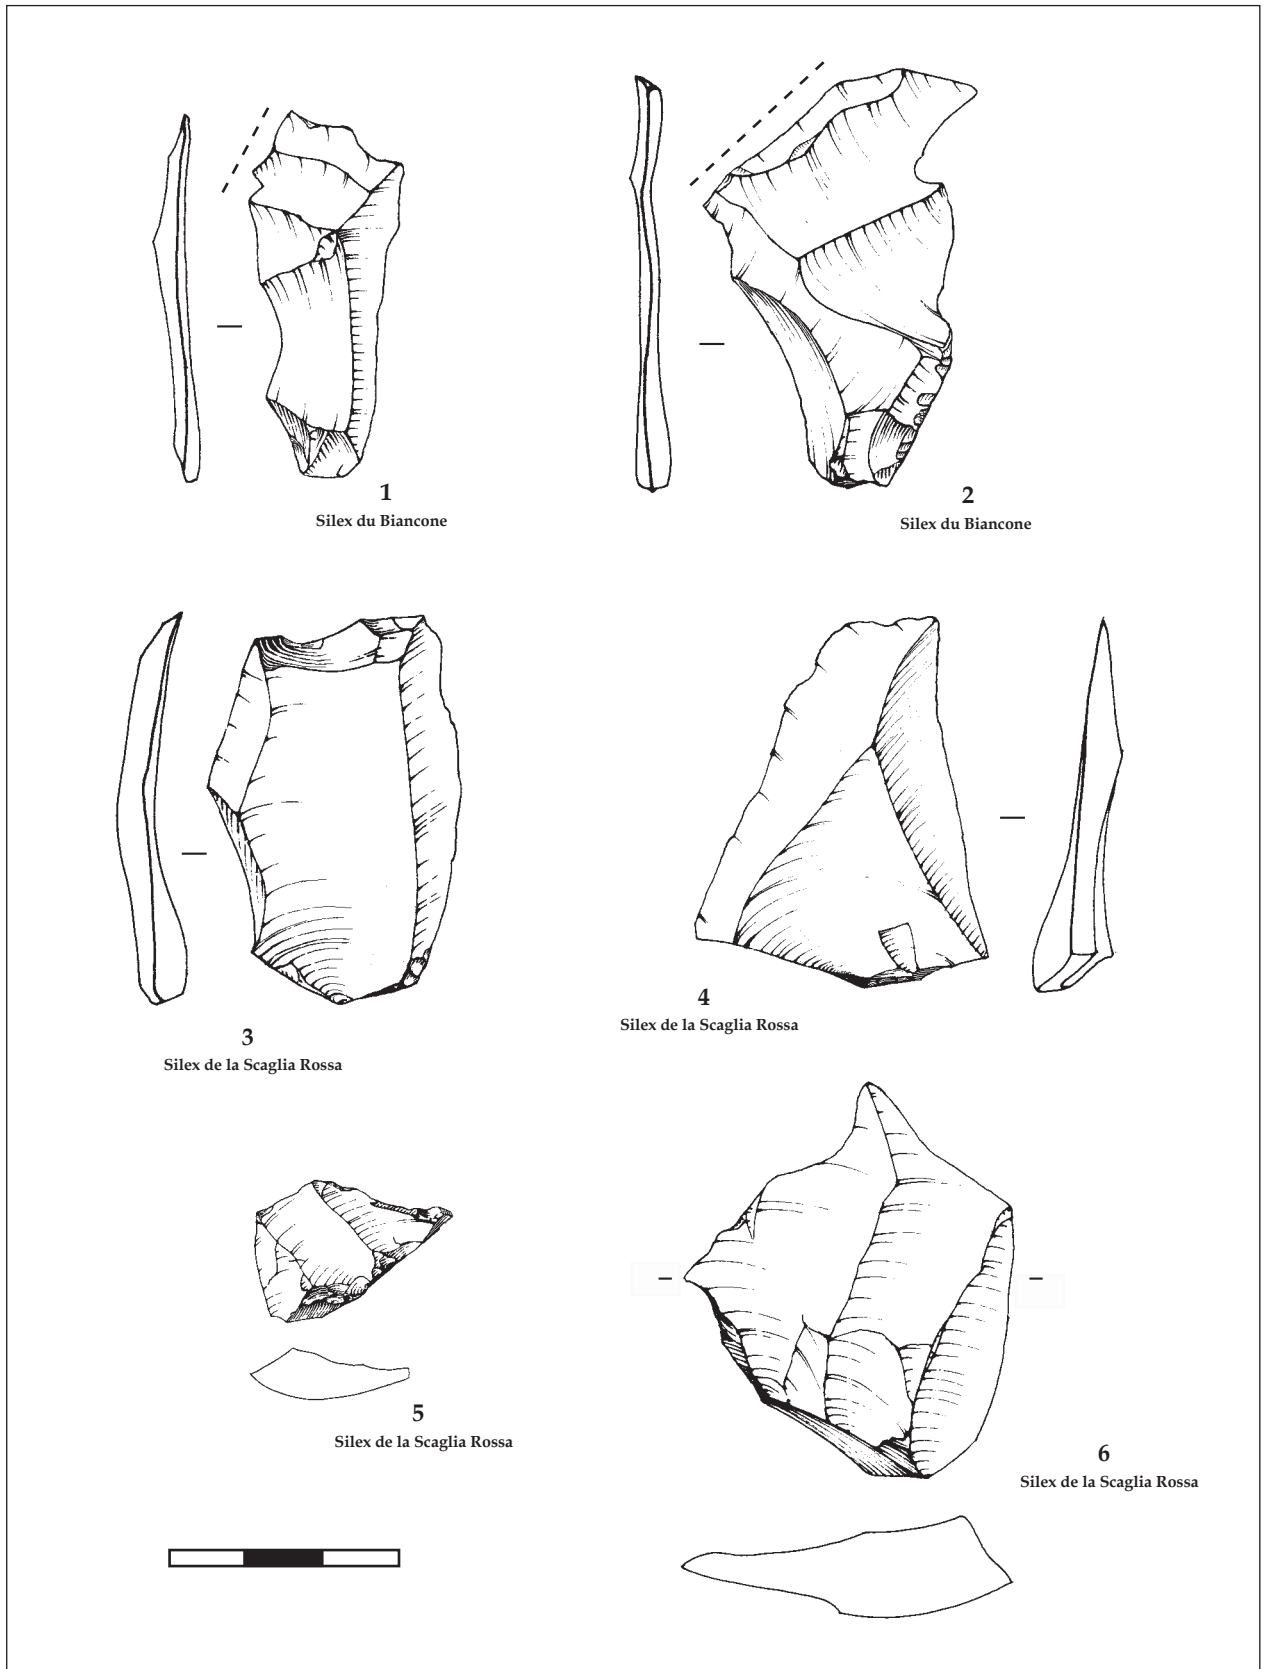 1
Silex du Biancone
2
Silex du Biancone
3
Silex de la Scaglia Rossa
4
Silex de la Scaglia Rossa
5
Silex de la Scaglia Rossa
6
Silex de la Scaglia Rossa